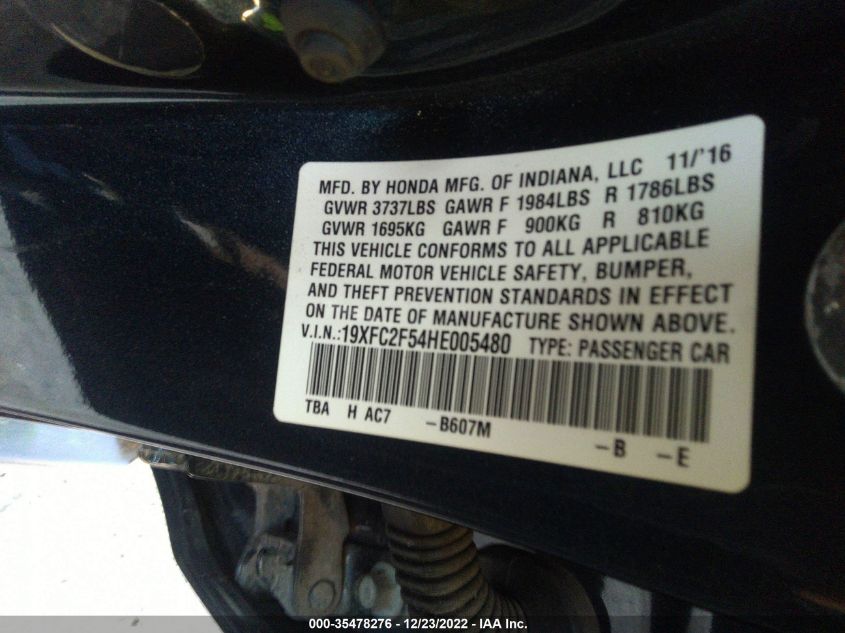 MFD. BY HONDA MFG. OF INDIANA, LLC 11/'16
GVWR 3737LBS GAWR F 1984LBS R 1786LBS
GVWR 1695KG GAWR F 900KG R 810KG
THIS VEHICLE CONFORMS TO ALL APPLICABLE
FEDERAL MOTOR VEHICLE SAFETY, BUMPER,
AND THEFT PREVENTION STANDARDS IN EFFECT
ON THE DATE OF MANUFACTURE SHOWN ABOVE.
V.I.N.:19XFC2F54HE005480 TYPE: PASSENGER CAR
TBA H AC7 -B607M -B -E
000-35478276 - 12/23/2022 - IAA Inc.